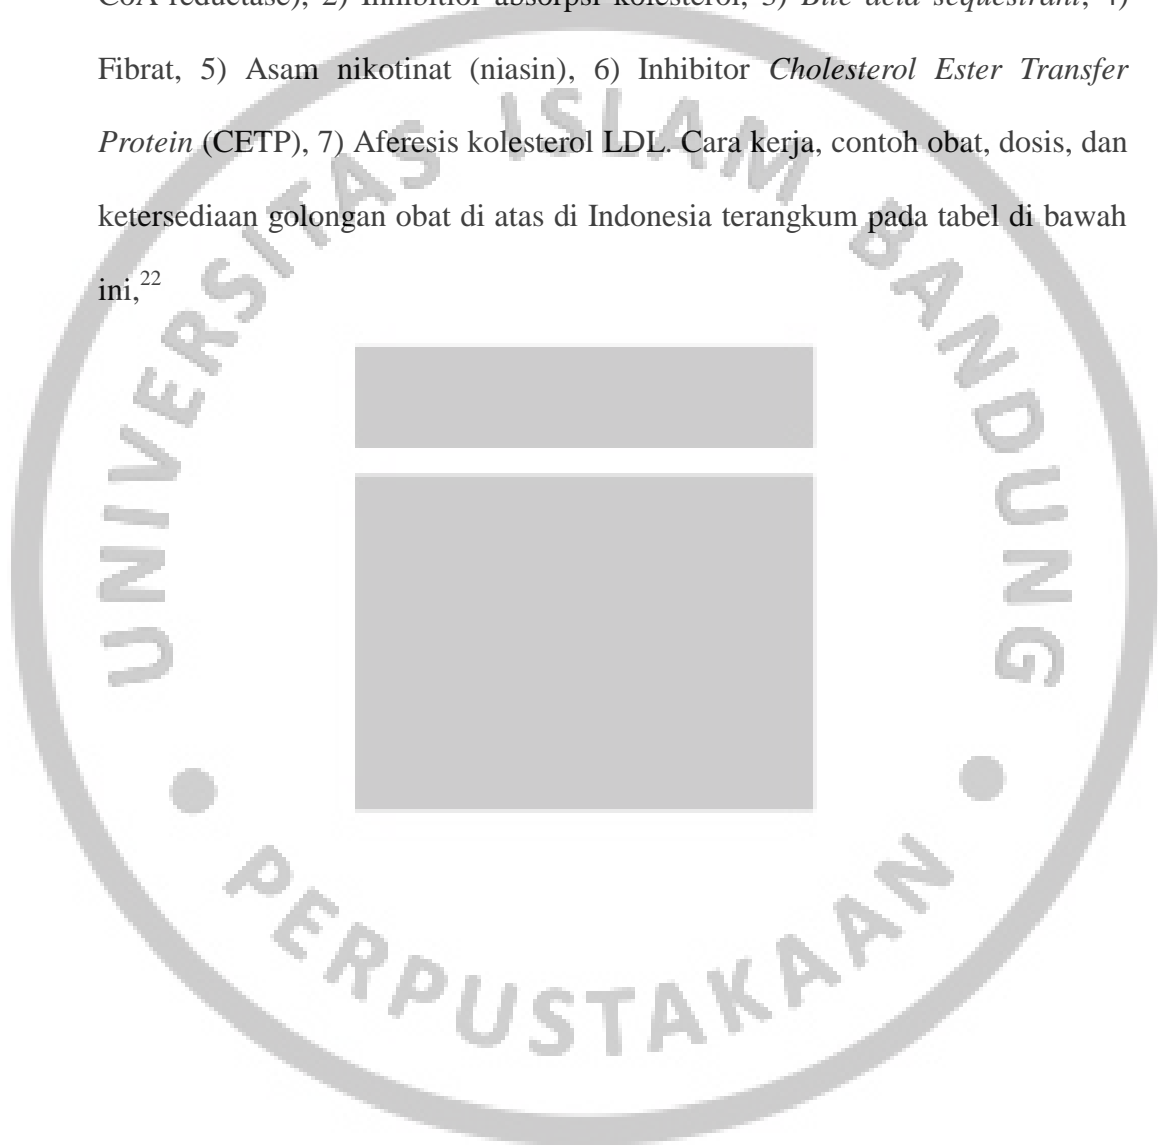 CoA reductase), 2) Inhibitior absorpsi kolesterol, 3) Bile acid sequestrant, 4)
Fibrat, 5) Asam nikotinat (niasin), 6) Inhibitor Cholesterol Ester Transfer
Protein (CETP), 7) Aferesis kolesterol LDL. Cara kerja, contoh obat, dosis, dan
ketersediaan golongan obat di atas di Indonesia terangkum pada tabel di bawah
ini,22
UNIVERSITAS ISLAM BANDUNG
PERPUSTAKAAN